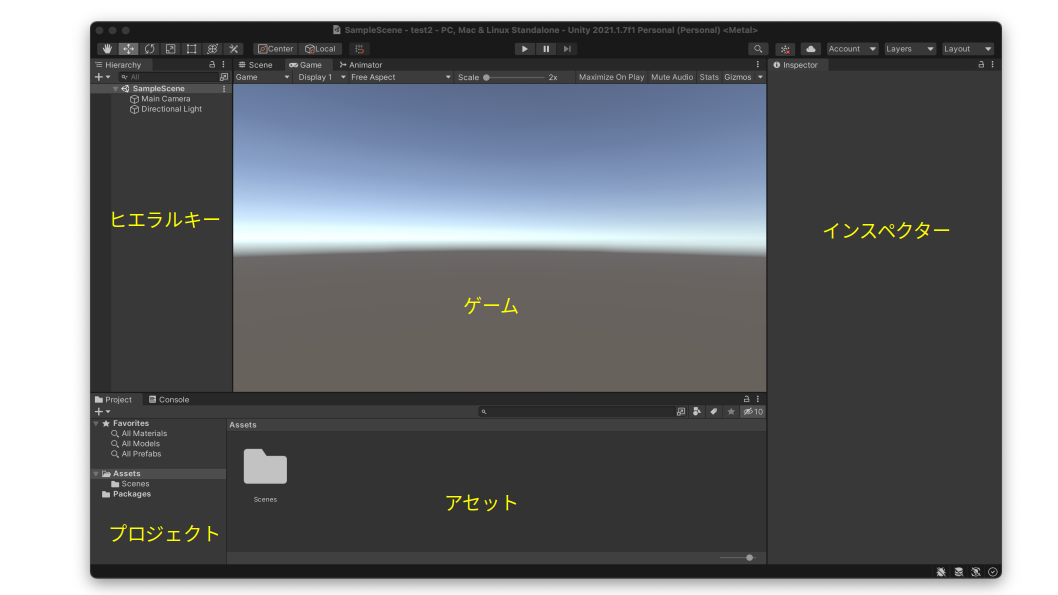 SampleScene - test2 - PC, Mac & Linux Standalone - Unity 2021.1.7f1 Personal (Personal) <Metal>
Center Local Account Layers Layout
Hierarchy
All
SampleScene
Main Camera
Directional Light
ヒエラルキー
Scene Game Animator
Game Display 1 Free Aspect Scale 2x Maximize On Play Mute Audio Stats Gizmos
ゲーム
Inspector
インスペクター
Project Console
10
Favorites
All Materials
All Models
All Prefabs
Assets
Scenes
Packages
プロジェクト
Assets
Scenes
アセット